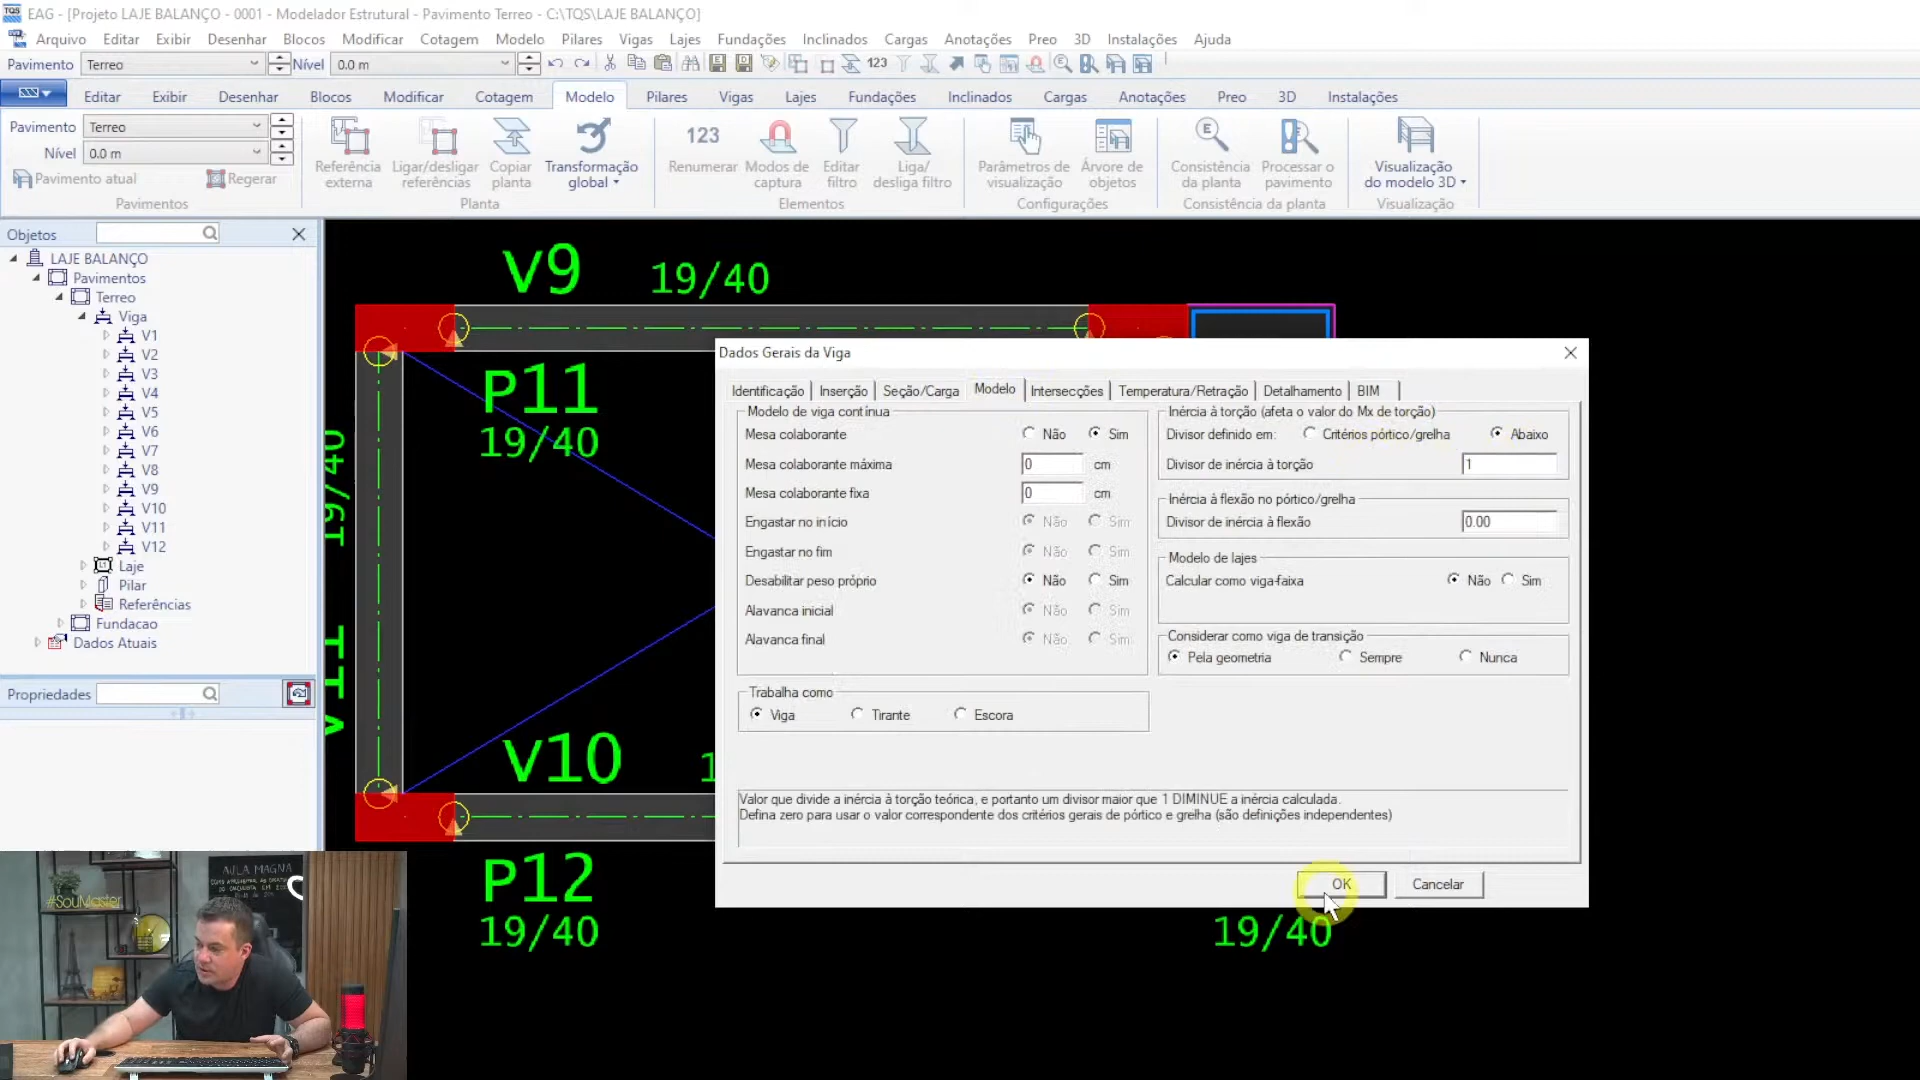 EAG - [Projeto LAJE BALANÇO - 0001 - Modelador Estrutural - Pavimento Terreo - C:\TQS\LAJE BALANÇO]
Arquivo Editar Exibir Desenhar Blocos Modificar Cotagem Modelo Pilares Vigas Lajes Fundações Inclinados Cargas Anotações Preo 3D Instalações Ajuda
Pavimento Terreo Nível 0.0 m 123
Editar Exibir Desenhar Blocos Modificar Cotagem Modelo Pilares Vigas Lajes Fundações Inclinados Cargas Anotações Preo 3D Instalações
Pavimento Terreo
Nível 0.0 m
Pavimento atual Regerar
Pavimentos
Referência externa
Ligar/desligar referências
Copiar planta
Transformação global
Planta
123
Renumerar
Modos de captura
Editar filtro
Liga/ desliga filtro
Elementos
Parâmetros de visualização
Árvore de objetos
Configurações
Consistência da planta
Processar o pavimento
Consistência da planta
Visualização do modelo 3D
Visualização
Objetos
LAJE BALANÇO
Pavimentos
Terreo
Viga
V1
V2
V3
V4
V5
V6
V7
V8
V9
V10
V11
V12
Laje
Pilar
Referências
Fundacao
Dados Atuais
Propriedades
V9 19/40
P11
19/40
19/40
V11
V10 1
P12
19/40
19/40
Dados Gerais da Viga
Identificação Inserção Seção/Carga Modelo Intersecções Temperatura/Retração Detalhamento BIM
Modelo de viga contínua
Mesa colaborante Não Sim
Mesa colaborante máxima 0 cm
Mesa colaborante fixa 0 cm
Engastar no início Não Sim
Engastar no fim Não Sim
Desabilitar peso próprio Não Sim
Alavanca inicial Não Sim
Alavanca final Não Sim
Trabalha como
Viga Tirante Escora
Inércia à torção (afeta o valor do Mx de torção)
Divisor definido em: Critérios pórtico/grelha Abaixo
Divisor de inércia à torção 1
Inércia à flexão no pórtico/grelha
Divisor de inércia à flexão 0.00
Modelo de lajes
Calcular como viga-faixa Não Sim
Considerar como viga de transição
Pela geometria Sempre Nunca
Valor que divide a inércia à torção teórica, e portanto um divisor maior que 1 DIMINUE a inércia calculada.
Defina zero para usar o valor correspondente dos critérios gerais de pórtico e grelha (são definições independentes)
OK Cancelar
#SouMaster
AULA MAGNA